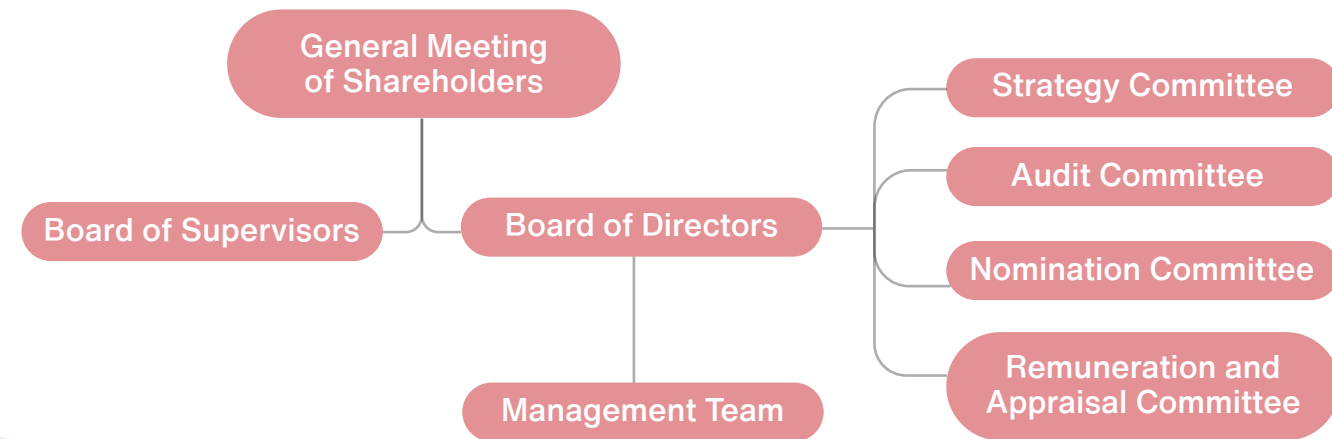 General Meeting
of Shareholders
Strategy Committee
Audit Committee
Board of Supervisors
Board of Directors
Nomination Committee
Remuneration and
Appraisal Committee
Management Team